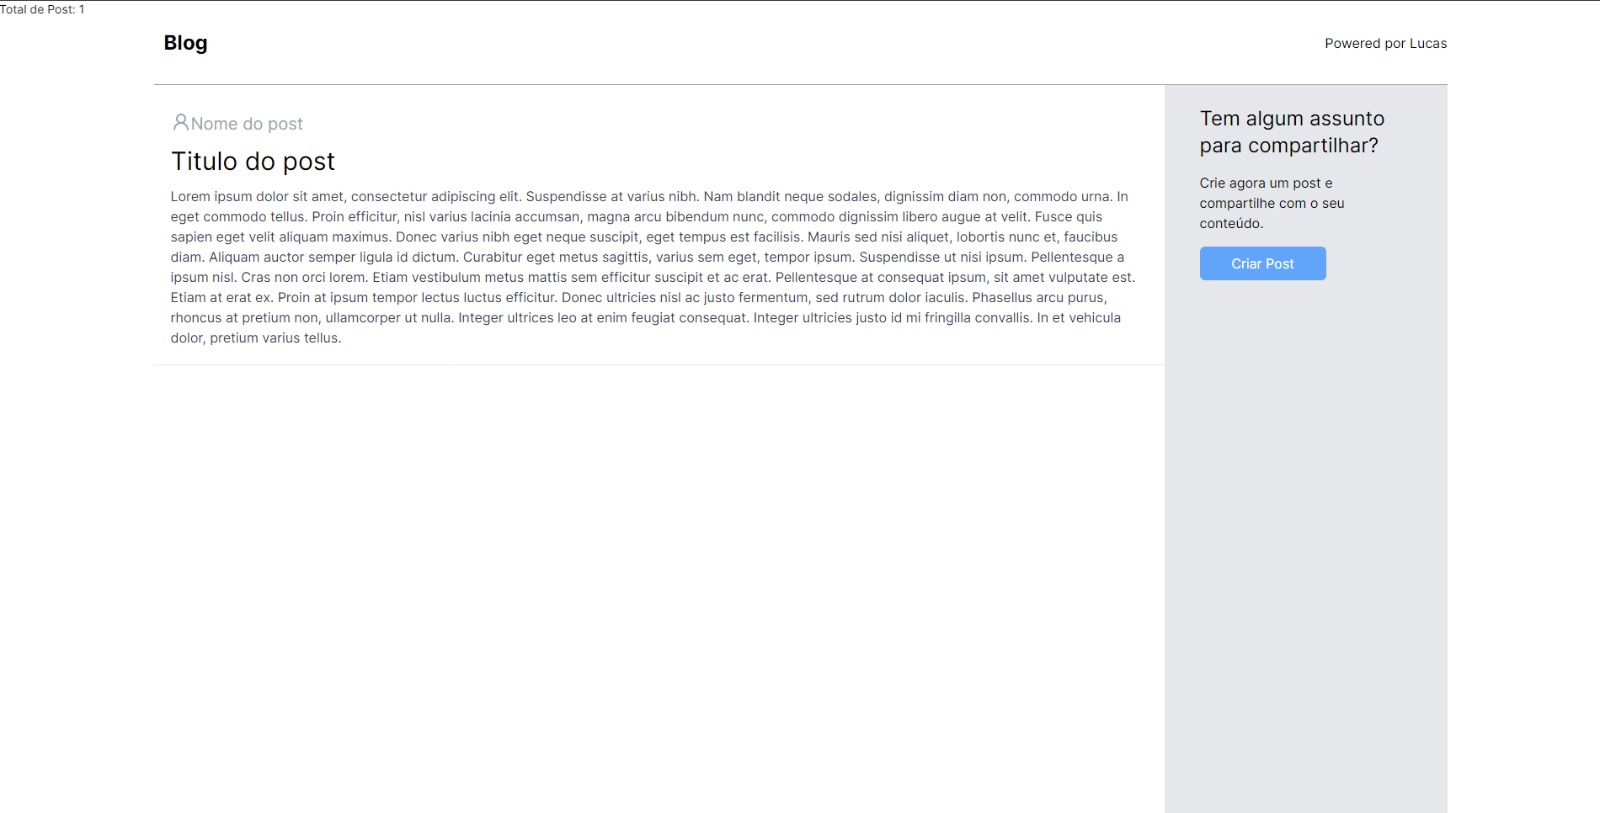 Total de Post: 1
Blog
Powered por Lucas
Nome do post
Titulo do post
Lorem ipsum dolor sit amet, consectetur adipiscing elit. Suspendisse at varius nibh. Nam blandit neque sodales, dignissim diam non, commodo urna. In
eget commodo tellus. Proin efficitur, nisl varius lacinia accumsan, magna arcu bibendum nunc, commodo dignissim libero augue at velit. Fusce quis
sapien eget velit aliquam maximus. Donec varius nibh eget neque suscipit, eget tempus est facilisis. Mauris sed nisi aliquet, lobortis nunc et, faucibus
diam. Aliquam auctor semper ligula id dictum. Curabitur eget metus sagittis, varius sem eget, tempor ipsum. Suspendisse ut nisi ipsum. Pellentesque a
ipsum nisl. Cras non orci lorem. Etiam vestibulum metus mattis sem efficitur suscipit et ac erat. Pellentesque at consequat ipsum, sit amet vulputate est.
Etiam at erat ex. Proin at ipsum tempor lectus luctus efficitur. Donec ultricies nisl ac justo fermentum, sed rutrum dolor iaculis. Phasellus arcu purus,
rhoncus at pretium non, ullamcorper ut nulla. Integer ultrices leo at enim feugiat consequat. Integer ultricies justo id mi fringilla convallis. In et vehicula
dolor, pretium varius tellus.
Tem algum assunto
para compartilhar?
Crie agora um post e
compartilhe com o seu
conteúdo.
Criar Post